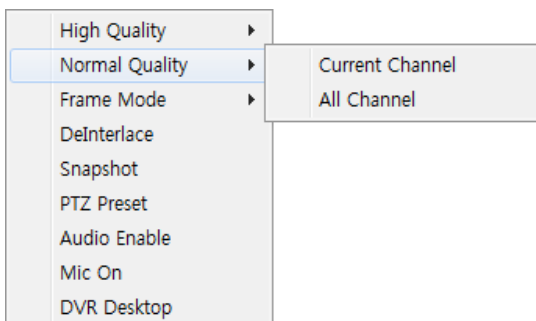 High Quality
Normal Quality
Current Channel
Frame Mode
All Channel
DeInterlace
Snapshot
PTZ Preset
Audio Enable
Mic On
DVR Desktop